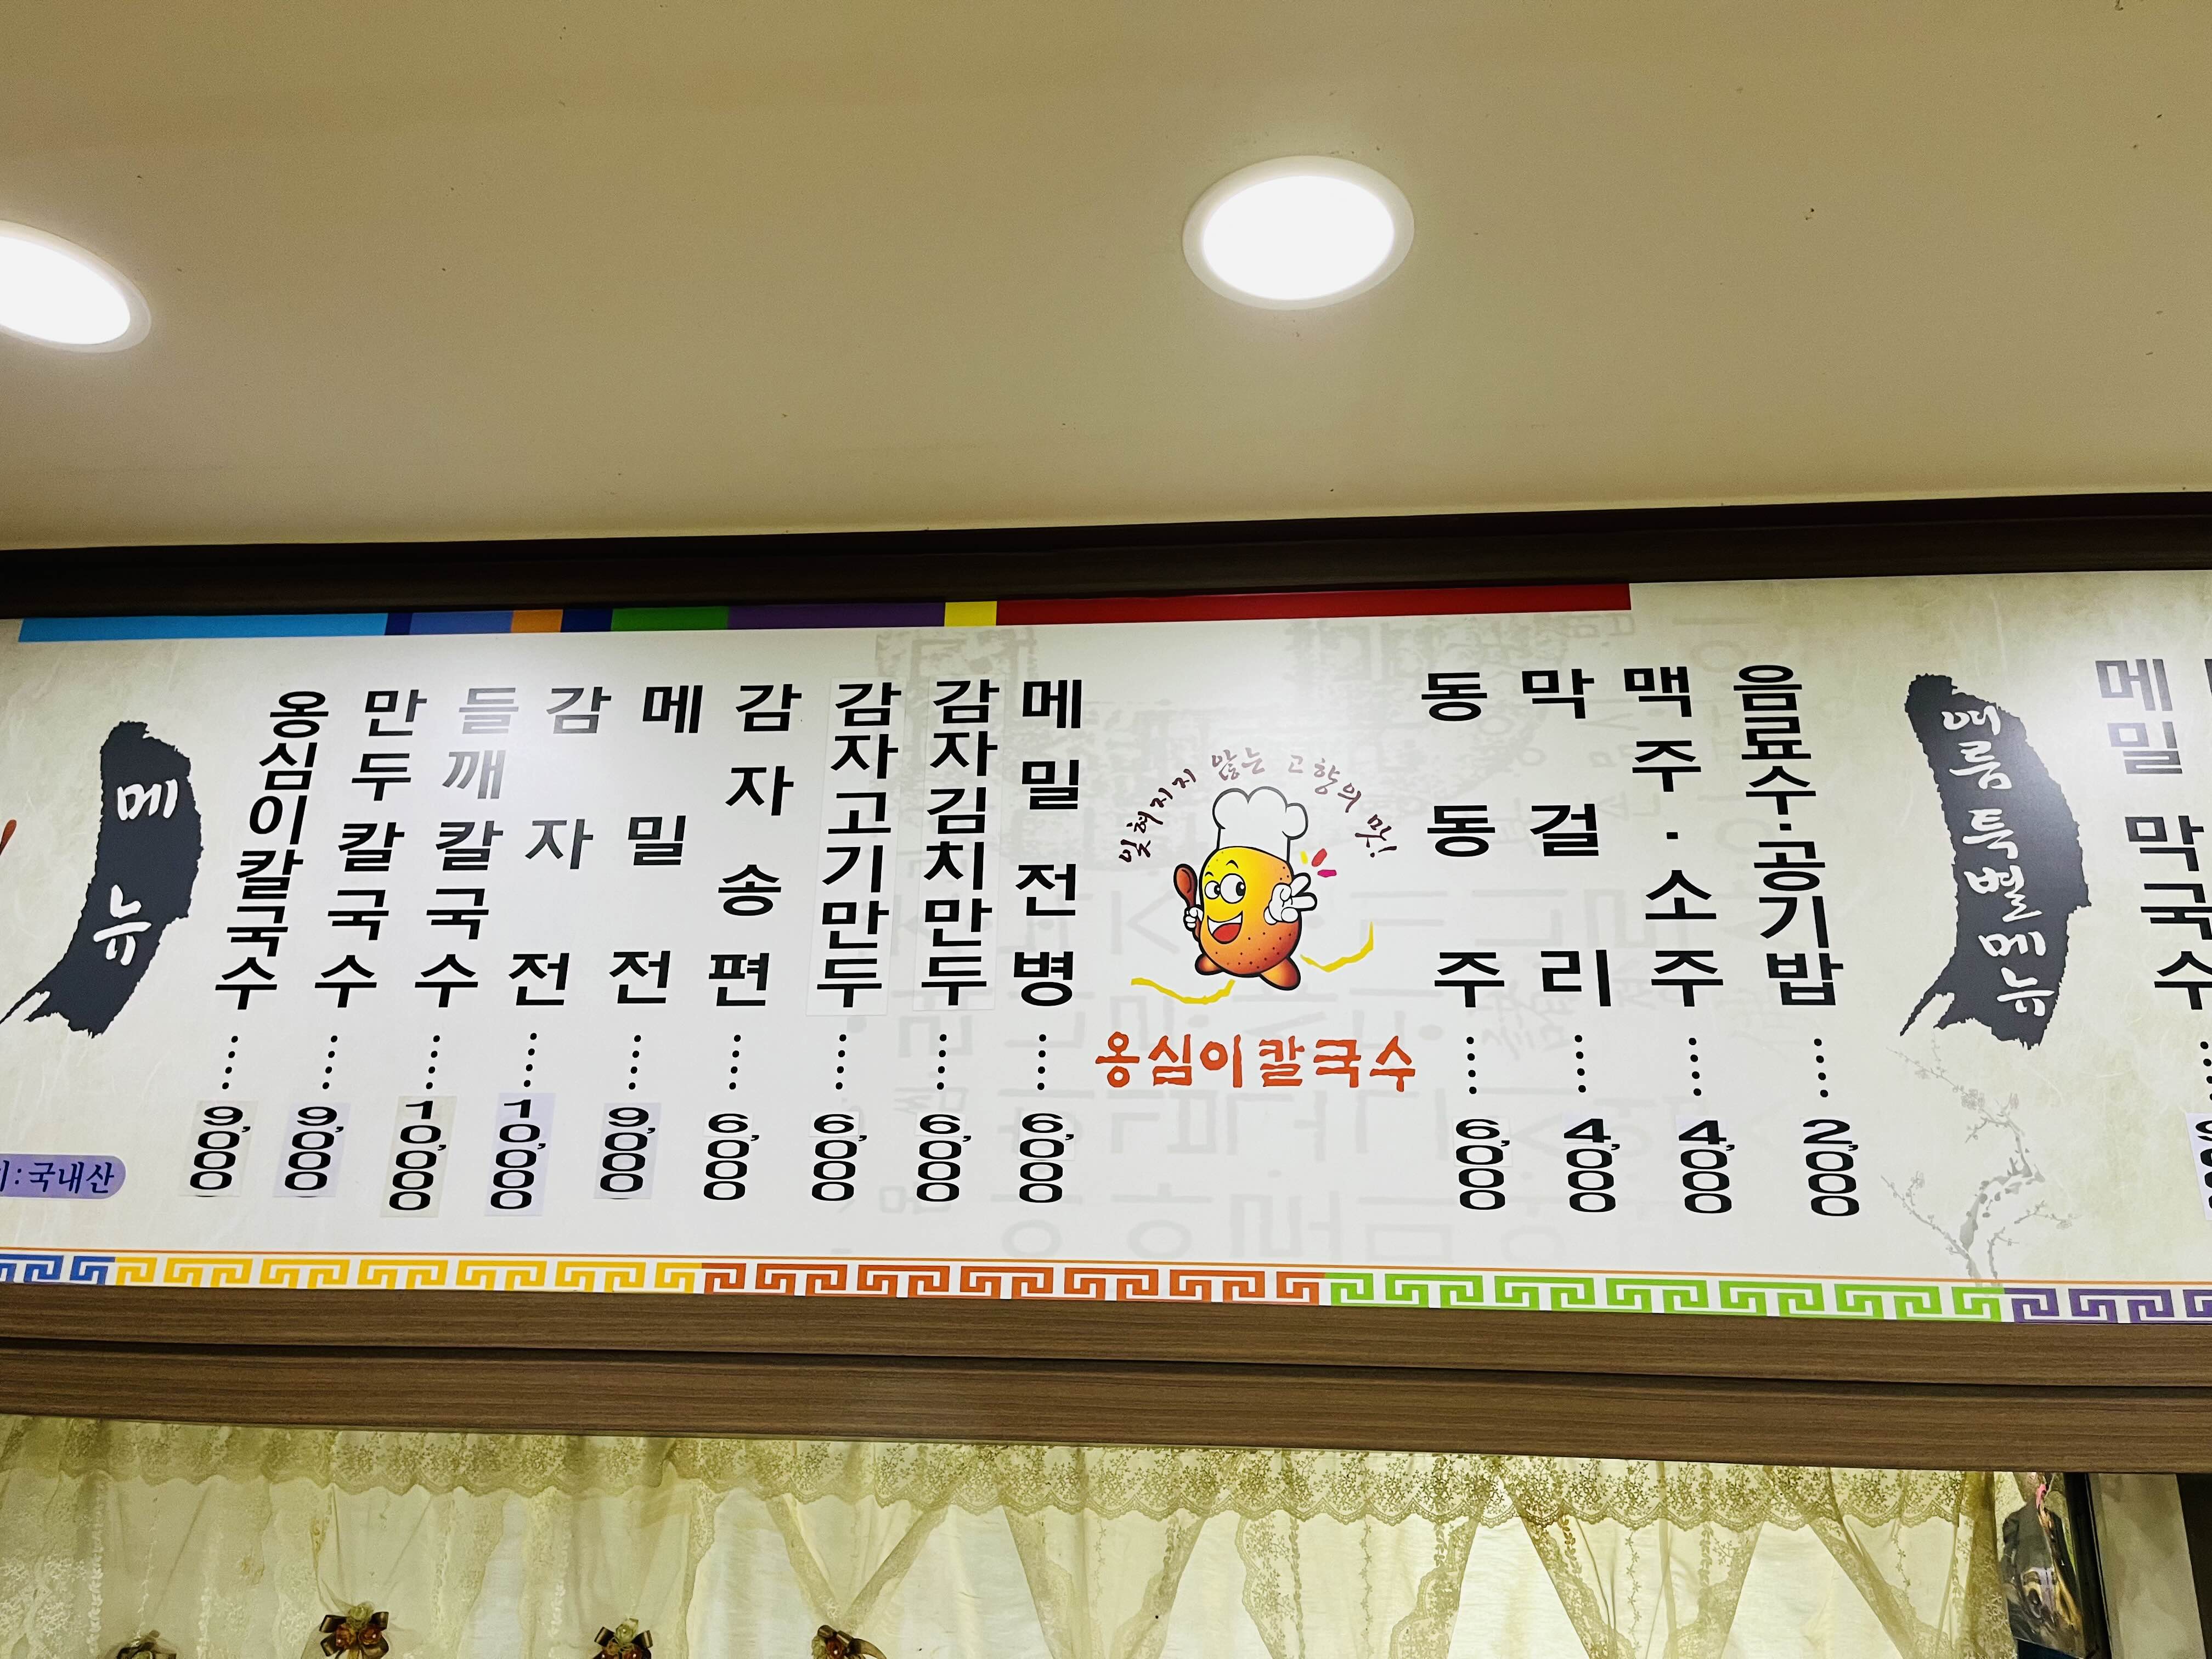 메뉴
옹심이칼국수 .... 9,000
만두칼국수 .... 9,000
들깨칼국수 .... 10,000
감자전 .... 10,000
메밀전 .... 9,000
감자송편 .... 6,000
감자고기만두 .... 6,000
감자김치만두 .... 6,000
메밀전병 .... 6,000
잊혀지지 않는 고향의 맛!
옹심이칼국수
동동주 .... 6,000
막걸리 .... 4,000
맥주·소주 .... 4,000
음료수·공기밥 .... 2,000
여름특별메뉴
메밀 막국수
:국내산